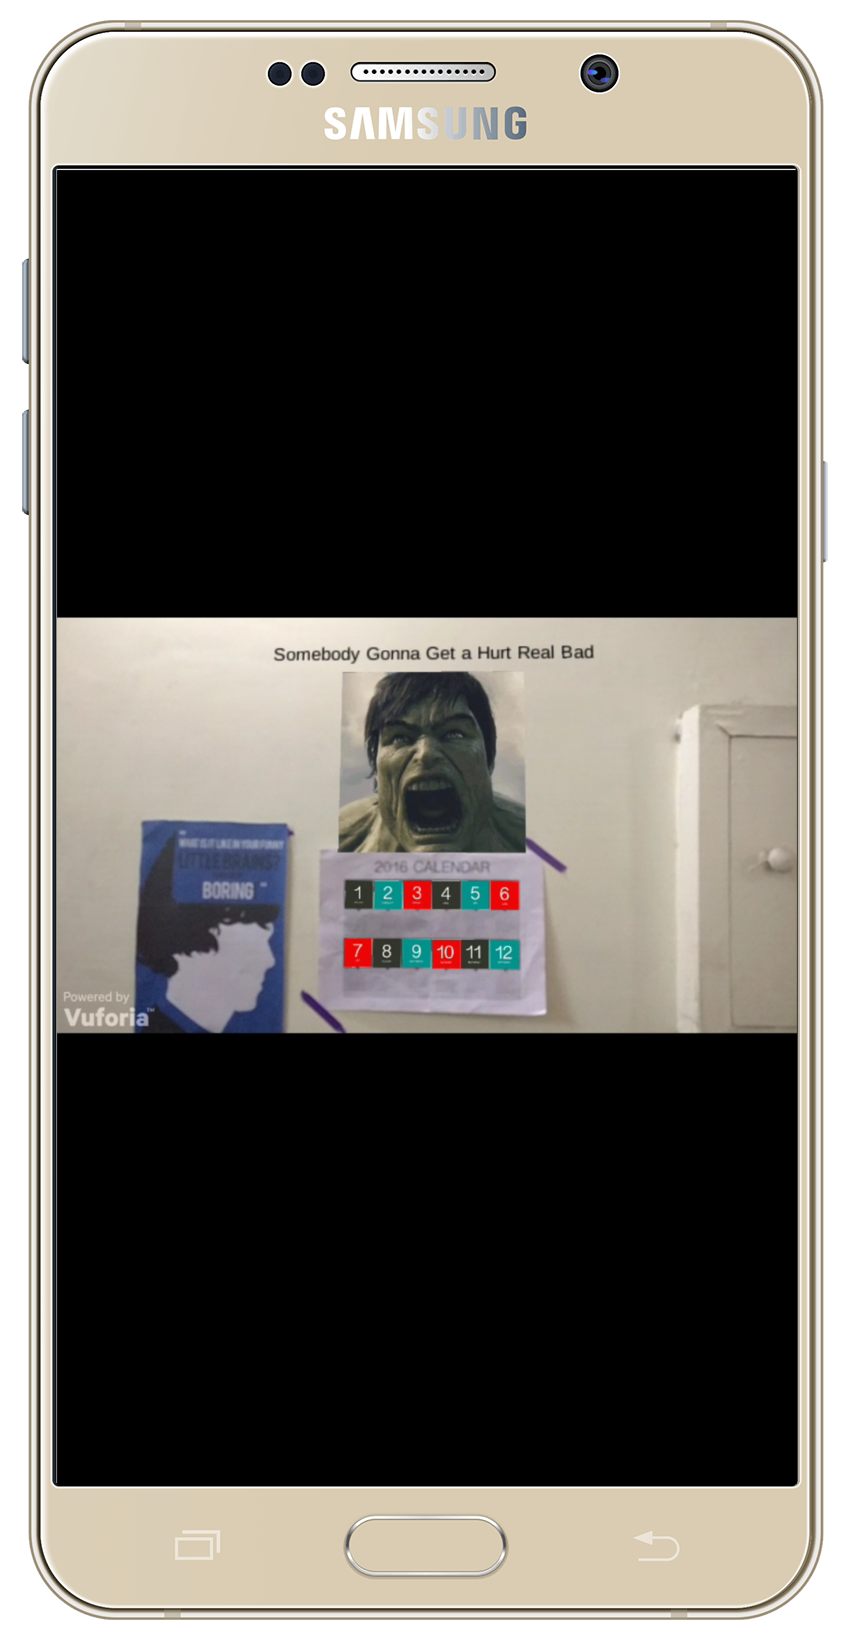 SAMSUNG
Somebody Gonna Get a Hurt Real Bad
"
WHAT IS IT LIKE IN YOUR FUNNY
LITTLE BRAINS?
BORING "
2016 CALENDAR
1 2 3 4 5 6
7 8 9 10 11 12
Powered by
Vuforia™